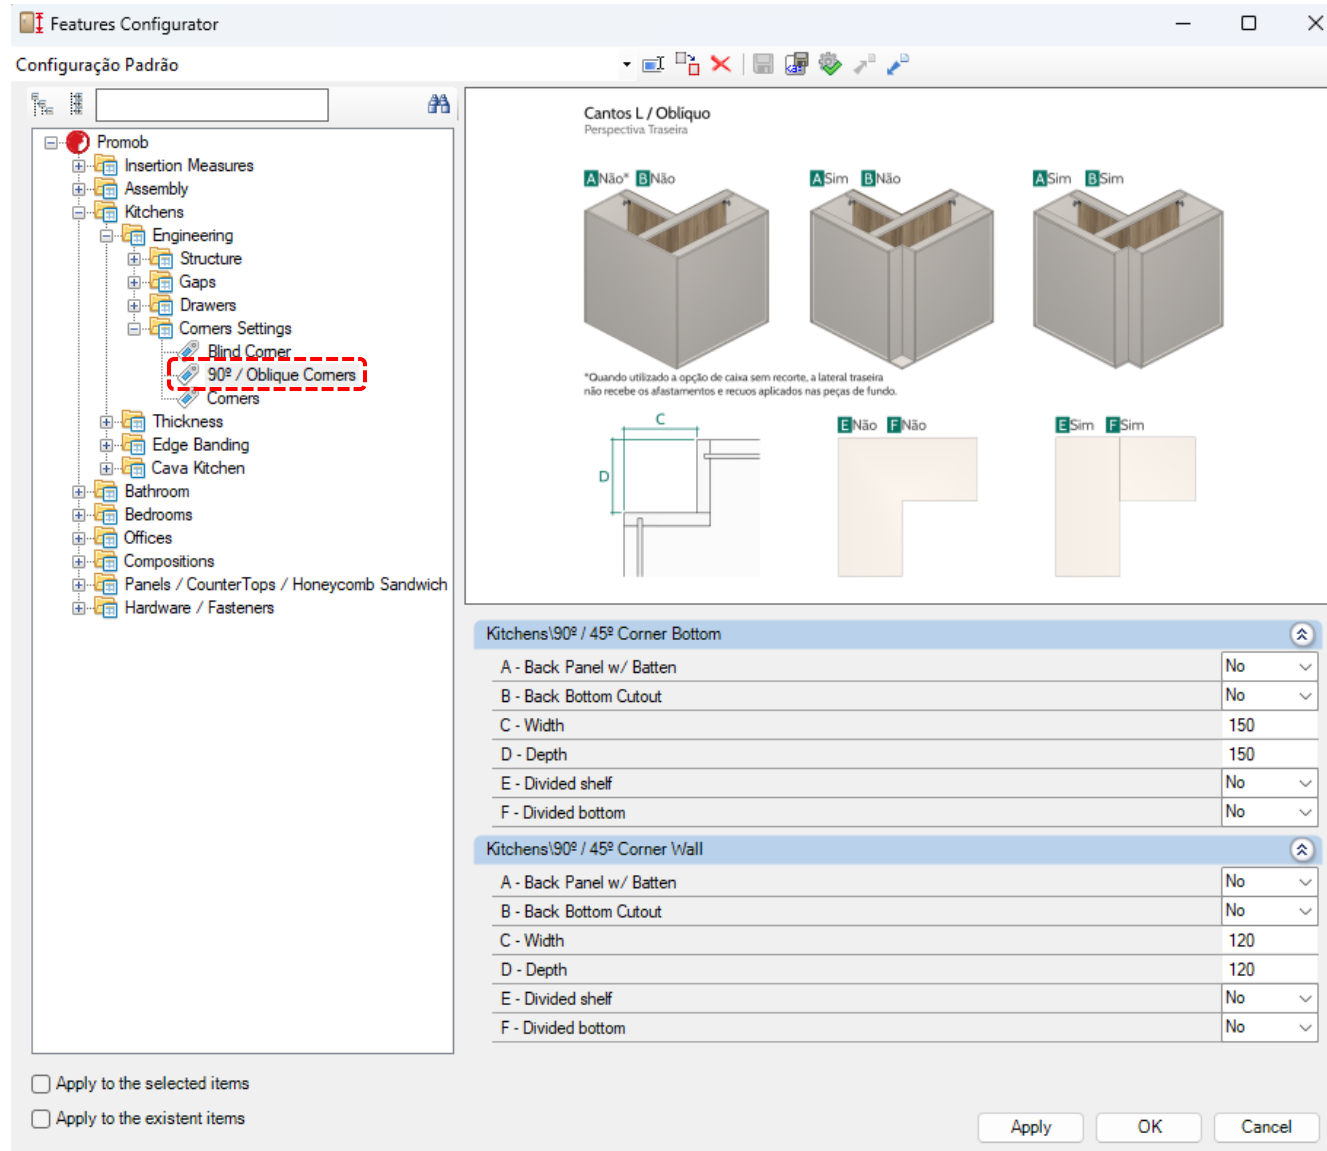 Features Configurator
Configuração Padrão
Promob
Insertion Measures
Assembly
Kitchens
Engineering
Structure
Gaps
Drawers
Corners Settings
Blind Corner
90º / Oblique Corners
Corners
Thickness
Edge Banding
Cava Kitchen
Bathroom
Bedrooms
Offices
Compositions
Panels / CounterTops / Honeycomb Sandwich
Hardware / Fasteners
Cantos L / Oblíquo
Perspectiva Traseira
A Não* B Não
A Sim B Não
A Sim B Sim
*Quando utilizado a opção de caixa sem recorte, a lateral traseira
não recebe os afastamentos e recuos aplicados nas peças de fundo.
C
D
E Não F Não
E Sim F Sim
Kitchens\90º / 45º Corner Bottom
A - Back Panel w/ Batten No
B - Back Bottom Cutout No
C - Width 150
D - Depth 150
E - Divided shelf No
F - Divided bottom No
Kitchens\90º / 45º Corner Wall
A - Back Panel w/ Batten No
B - Back Bottom Cutout No
C - Width 120
D - Depth 120
E - Divided shelf No
F - Divided bottom No
Apply to the selected items
Apply to the existent items
Apply OK Cancel